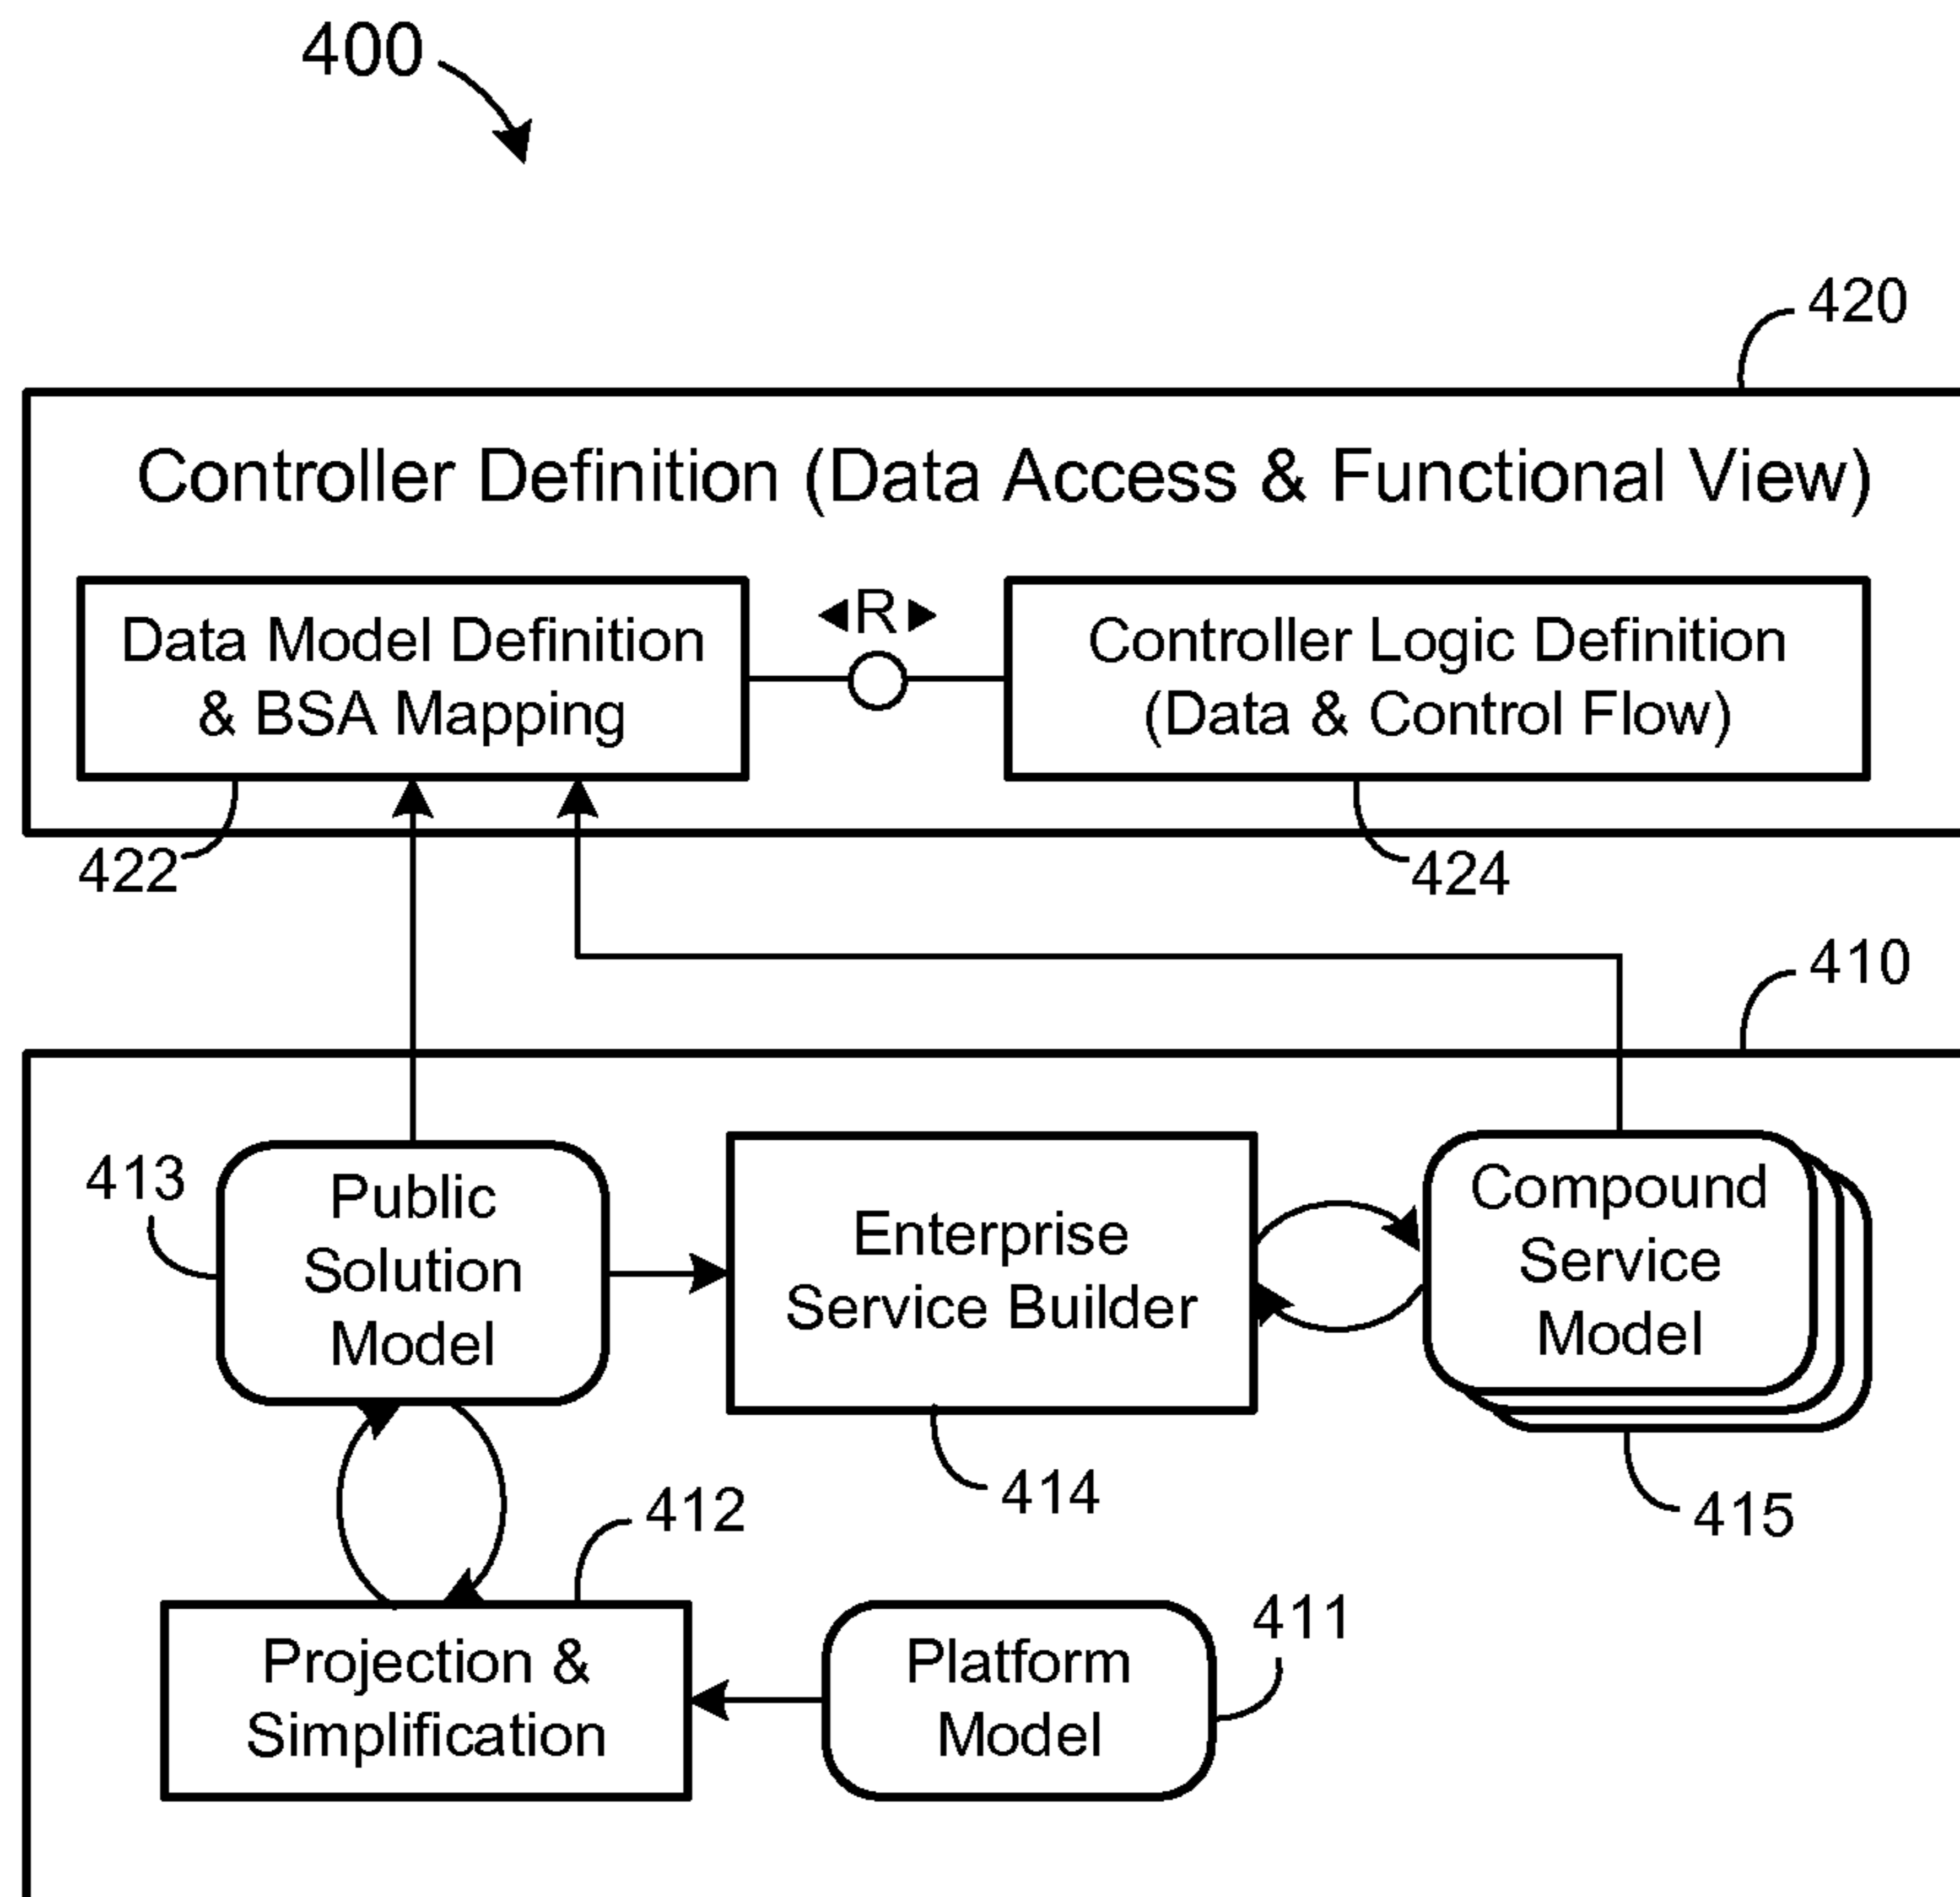 400
420
Controller Definition (Data Access & Functional View)
R
Data Model Definition
& BSA Mapping
Controller Logic Definition
(Data & Control Flow)
422
424
410
413
Public
Solution
Model
Enterprise
Service Builder
Compound
Service
Model
414
415
412
411
Projection &
Simplification
Platform
Model